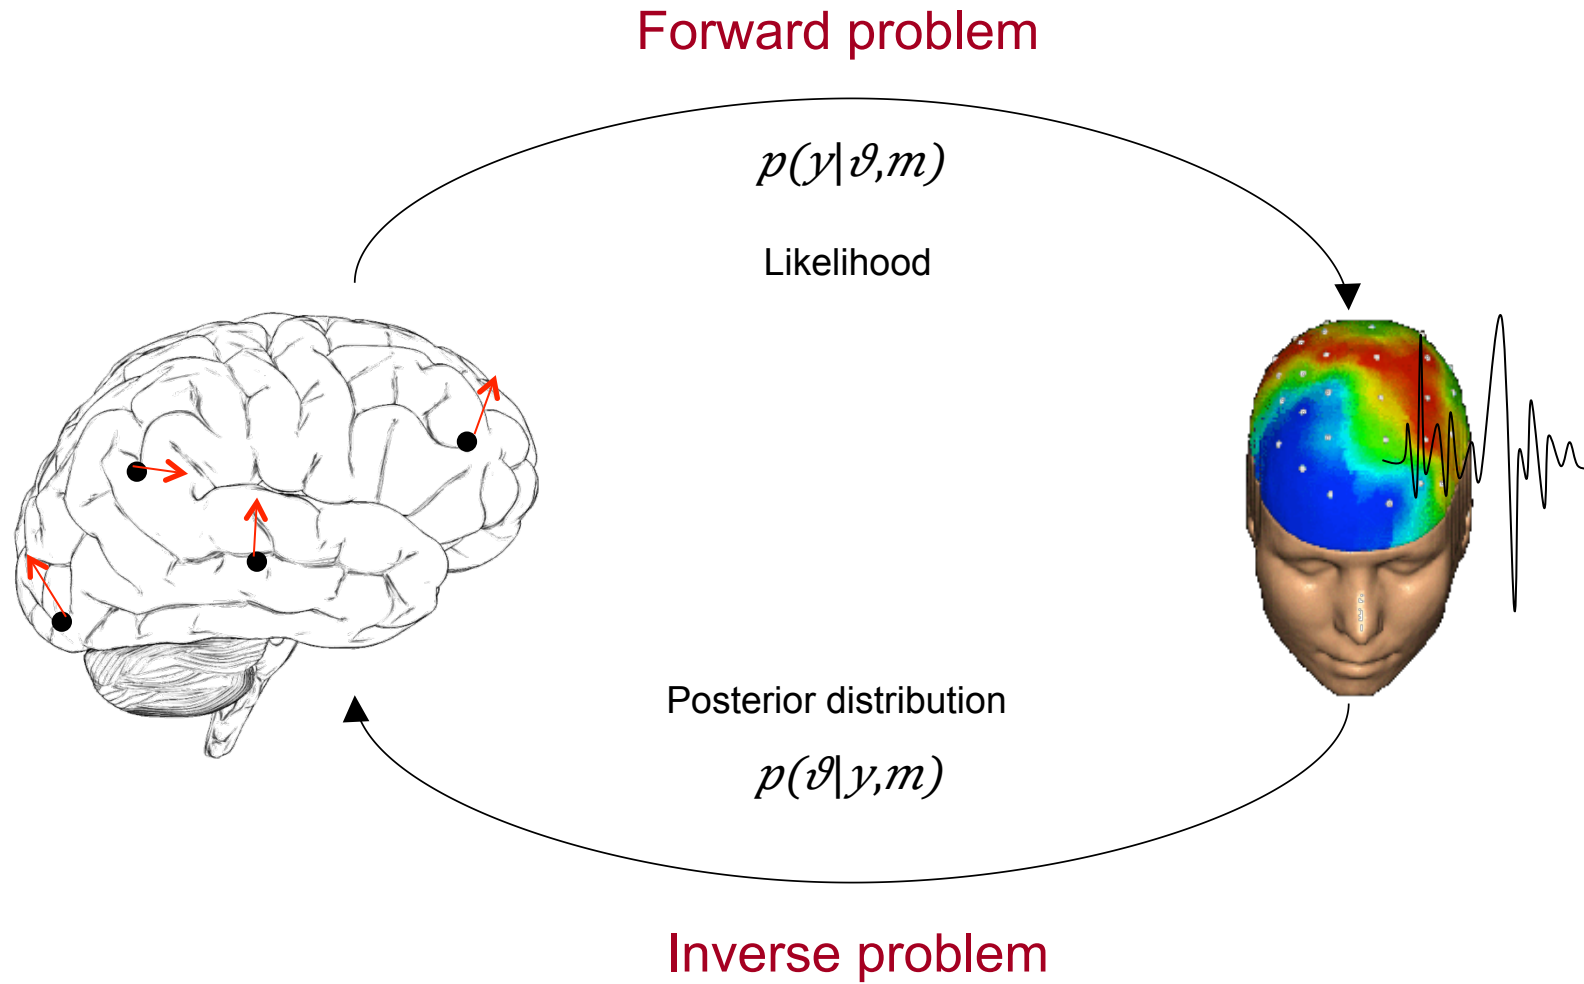 Forward problem
p(y|ϑ,m)
Likelihood
Posterior distribution
p(ϑ|y,m)
Inverse problem